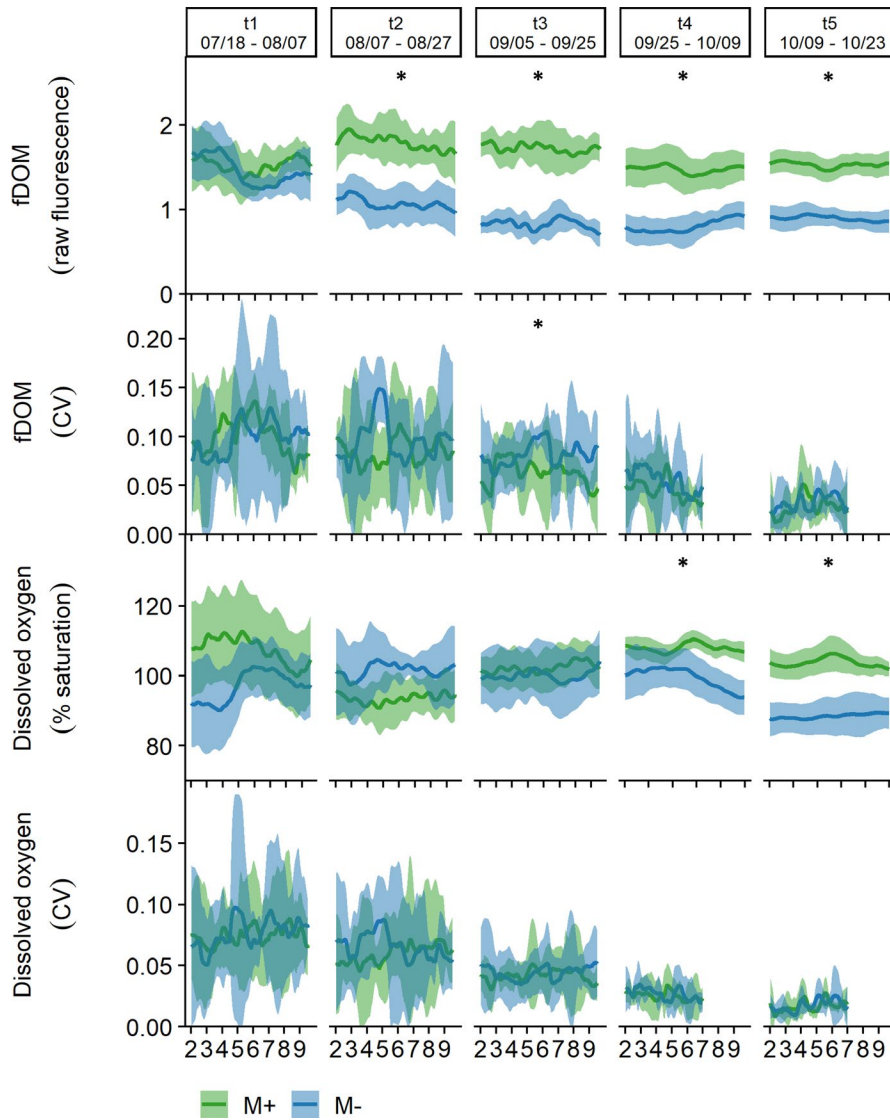 t1 t2 t3 t4 t5
07/18 - 08/07 08/07 - 08/27 09/05 - 09/25 09/25 - 10/09 10/09 - 10/23
fDOM
(raw fluorescence)
2
1
0
* * * *
fDOM
(CV)
0.20
0.15
0.10
0.05
0.00
*
Dissolved oxygen
(% saturation)
120
100
80
* *
Dissolved oxygen
(CV)
0.15
0.10
0.05
0.00
23456789 23456789 23456789 23456789 23456789
M+ M-